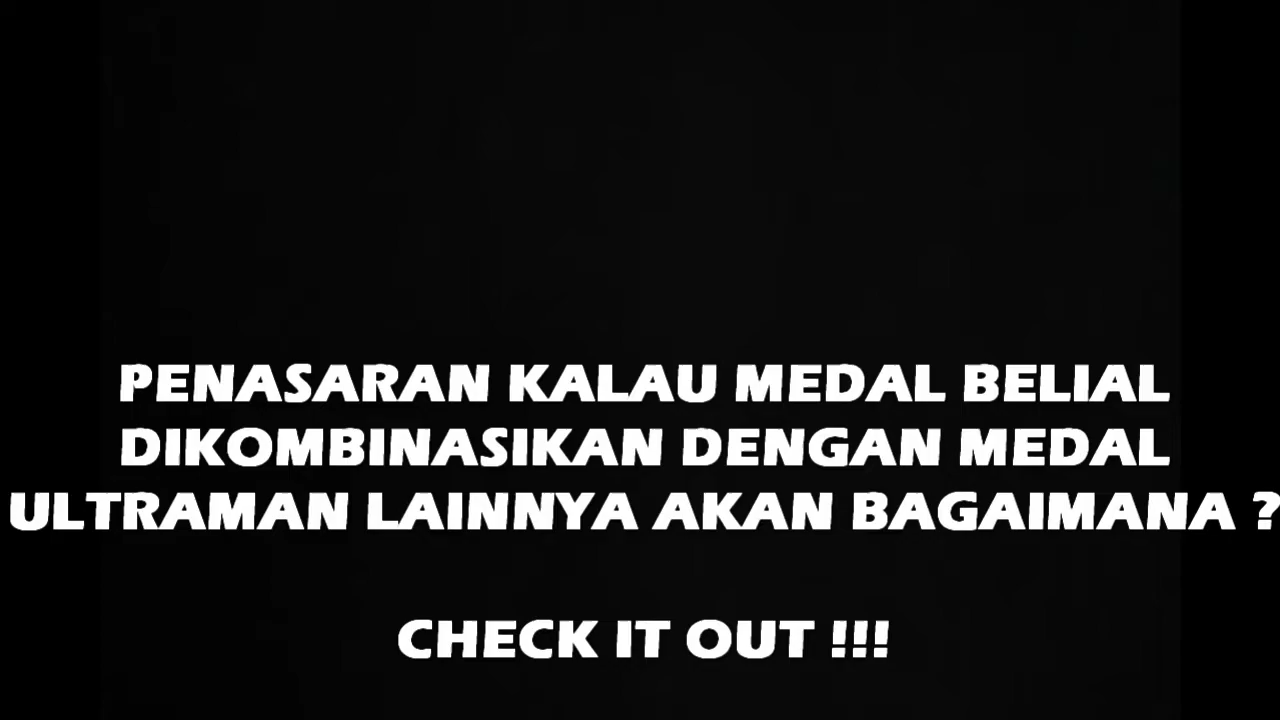 PENASARAN KALAU MEDAL BELIAL
DIKOMBINASIKAN DENGAN MEDAL
ULTRAMAN LAINNYA AKAN BAGAIMANA ?
CHECK IT OUT !!!